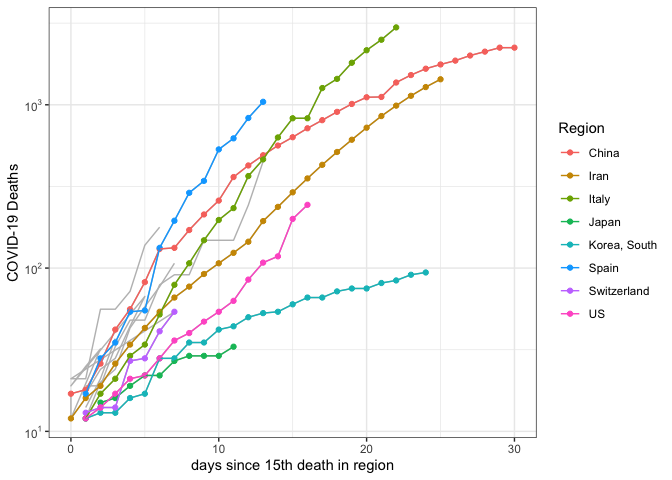 COVID-19 Deaths
10³
10²
10¹
0
10
20
30
days since 15th death in region
Region
China
Iran
Italy
Japan
Korea, South
Spain
Switzerland
US